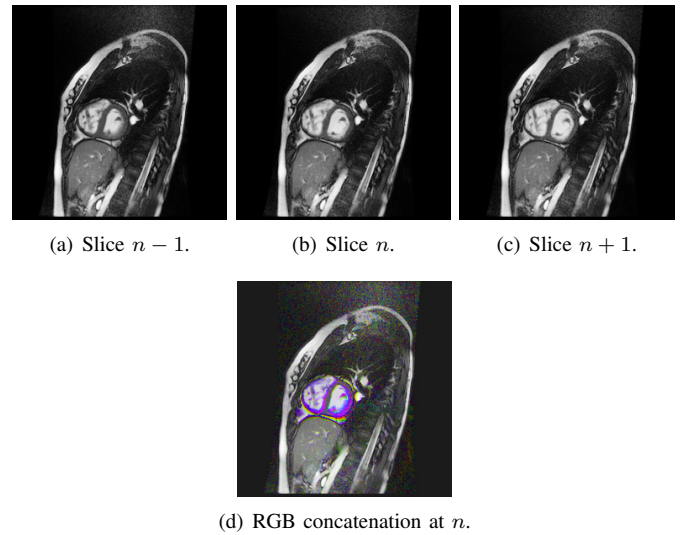 (a) Slice n − 1.
(b) Slice n.
(c) Slice n + 1.
(d) RGB concatenation at n.